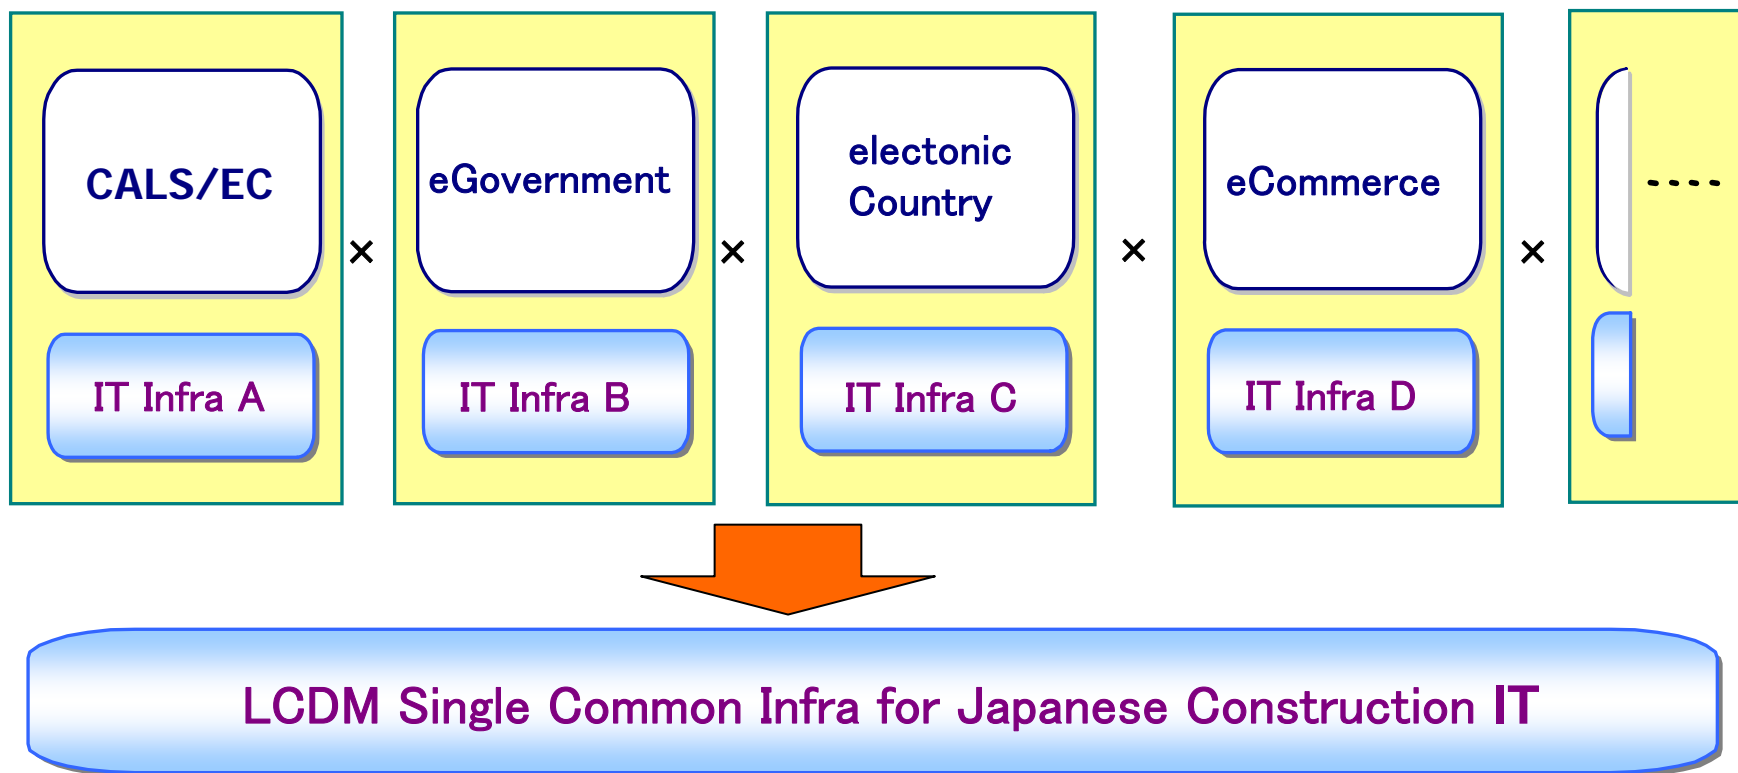 CALS/EC
eGovernment
electonic
Country
eCommerce
×
×
×
×
IT Infra A
IT Infra B
IT Infra C
IT Infra D
LCDM Single Common Infra for Japanese Construction IT